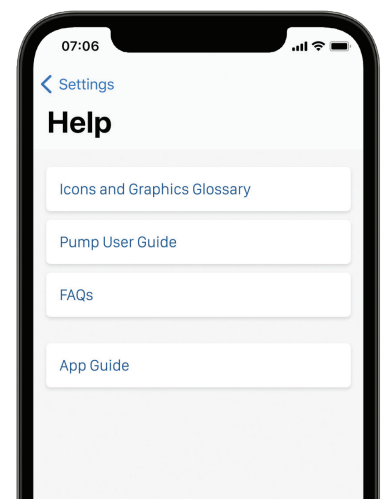 07:06
Settings
Help
Icons and Graphics Glossary
Pump User Guide
FAQs
App Guide